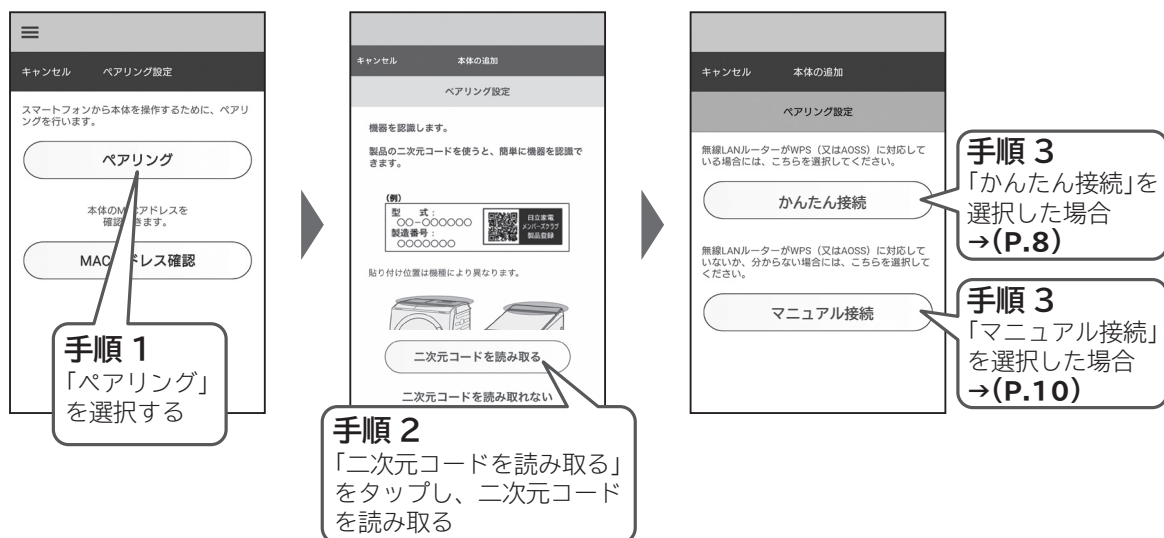 キャンセル ペアリング設定
スマートフォンから本体を操作するために、ペアリ
ングを行います。
ペアリング
本体のM Cアドレスを
確認 きます。
MAC ドレス確認
手順 1
「ペアリング」
を選択する
キャンセル 本体の追加
ペアリング設定
機器を認識します。
製品の二次元コードを使うと、簡単に機器を認識で
きます。
(例)
型 式：
○○-○○○○○○
製造番号：
○○○○○○○
日立家電
メンバーズクラブ
製品登録
貼り付け位置は機種により異なります。
二次元コードを読み取る
二次元コードを読み取れない
手順 2
「二次元コードを読み取る」
をタップし、二次元コード
を読み取る
キャンセル 本体の追加
ペアリング設定
無線LANルーターがWPS（又はAOSS）に対応して
いる場合には、こちらを選択してください。
かんたん接続
無線LANルーターがWPS（又はAOSS）に対応して
いないか、分からない場合には、こちらを選択して
ください。
マニュアル接続
手順 3
「かんたん接続」を
選択した場合
→(P.8)
手順 3
「マニュアル接続」
を選択した場合
→(P.10)